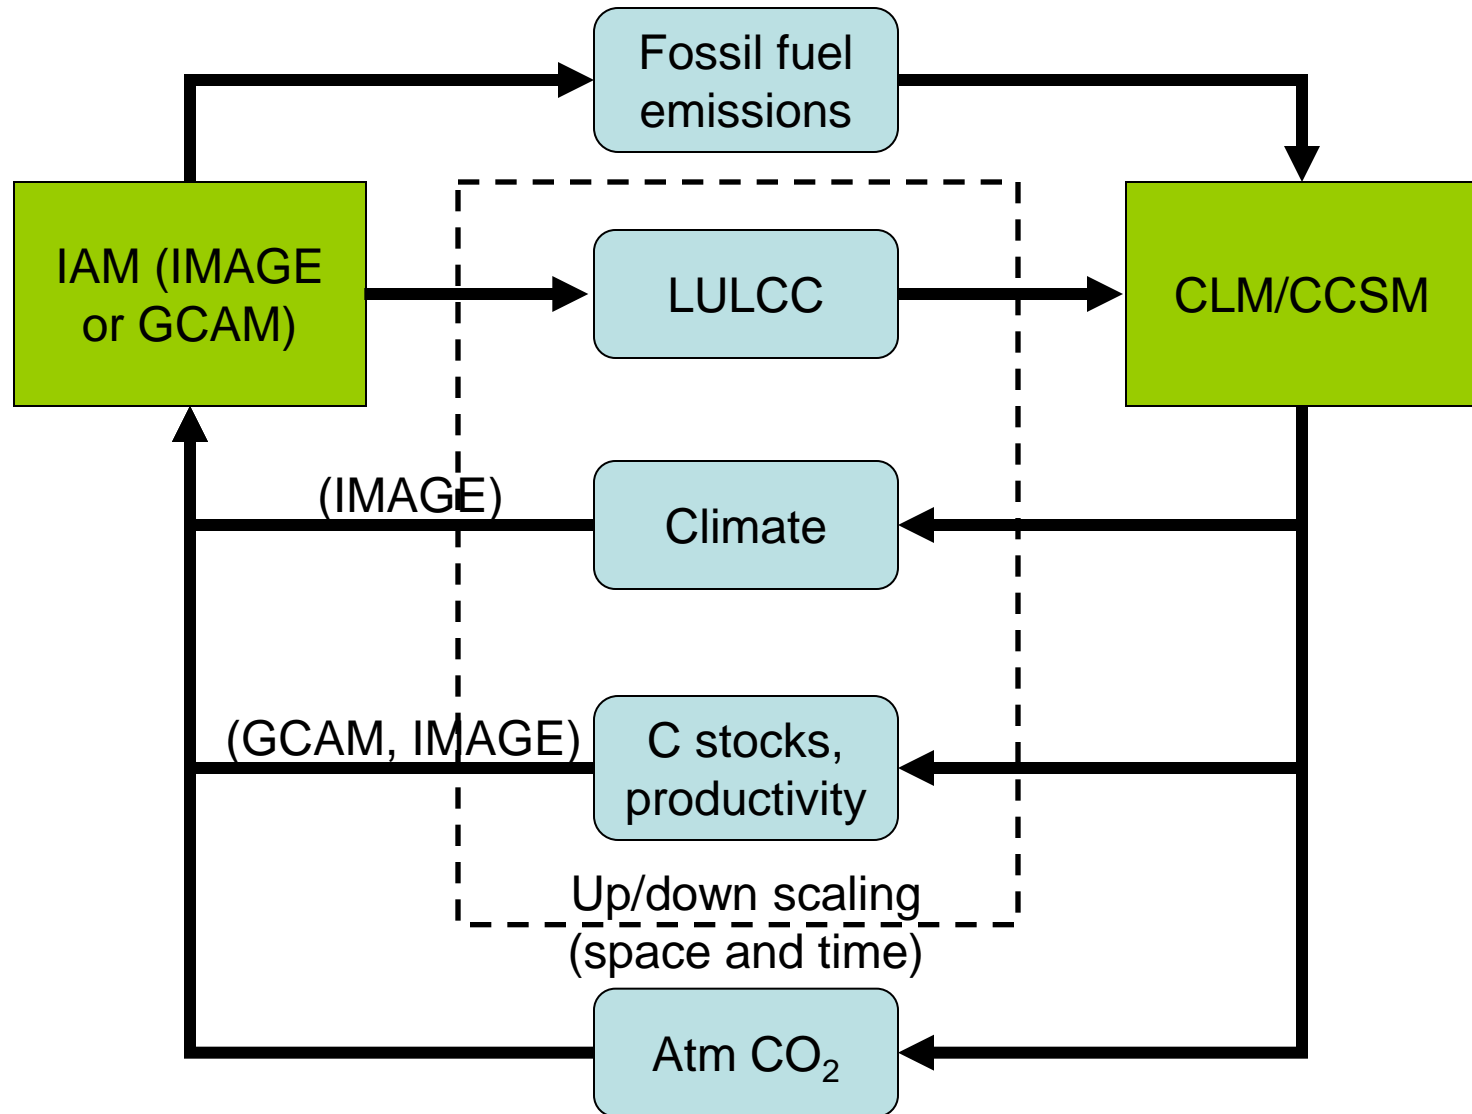 Fossil fuel
emissions
IAM (IMAGE
or GCAM)
LULCC
CLM/CCSM
(IMAGE)
Climate
(GCAM, IMAGE)
C stocks,
productivity
Up/down scaling
(space and time)
Atm CO₂